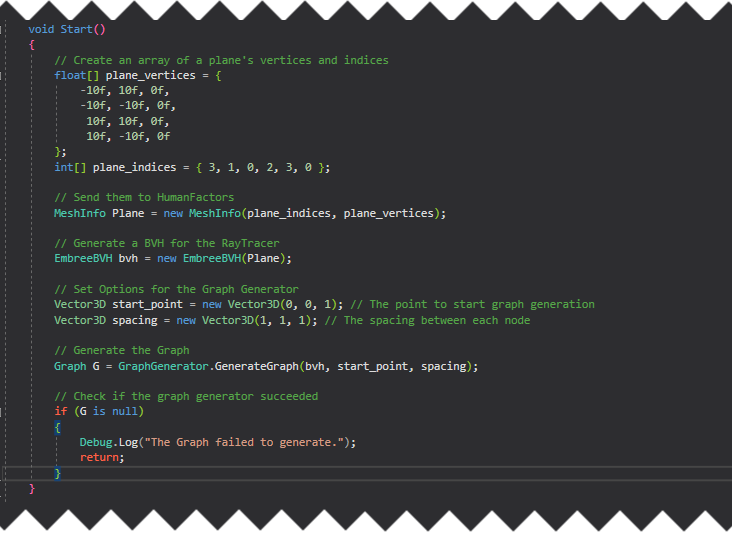 void Start()
{
// Create an array of a plane's vertices and indices
float[] plane_vertices = {
-10f, 10f, 0f,
-10f, -10f, 0f,
10f, 10f, 0f,
10f, -10f, 0f
};
int[] plane_indices = { 3, 1, 0, 2, 3, 0 };
// Send them to HumanFactors
MeshInfo Plane = new MeshInfo(plane_indices, plane_vertices);
// Generate a BVH for the RayTracer
EmbreeBVH bvh = new EmbreeBVH(Plane);
// Set Options for the Graph Generator
Vector3D start_point = new Vector3D(0, 0, 1); // The point to start graph generation
Vector3D spacing = new Vector3D(1, 1, 1); // The spacing between each node
// Generate the Graph
Graph G = GraphGenerator.GenerateGraph(bvh, start_point, spacing);
// Check if the graph generator succeeded
if (G is null)
{
Debug.Log("The Graph failed to generate.");
return;
}
}